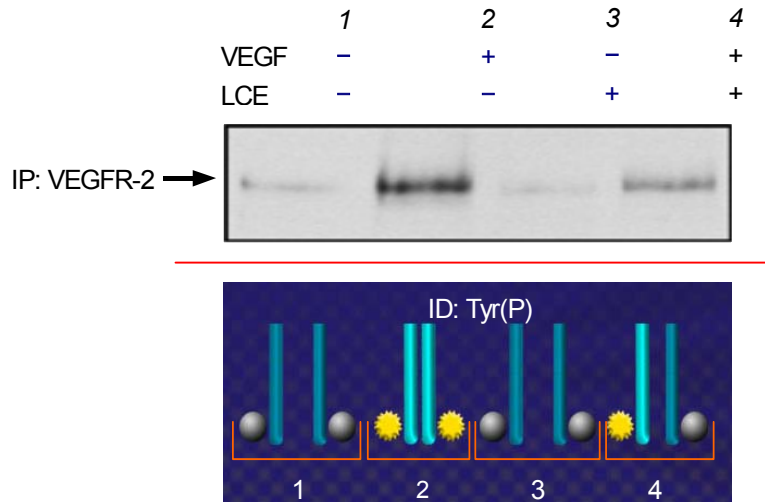 1 2 3 4
VEGF – + – +
LCE – – + +
IP: VEGFR-2
ID: Tyr(P)
1 2 3 4